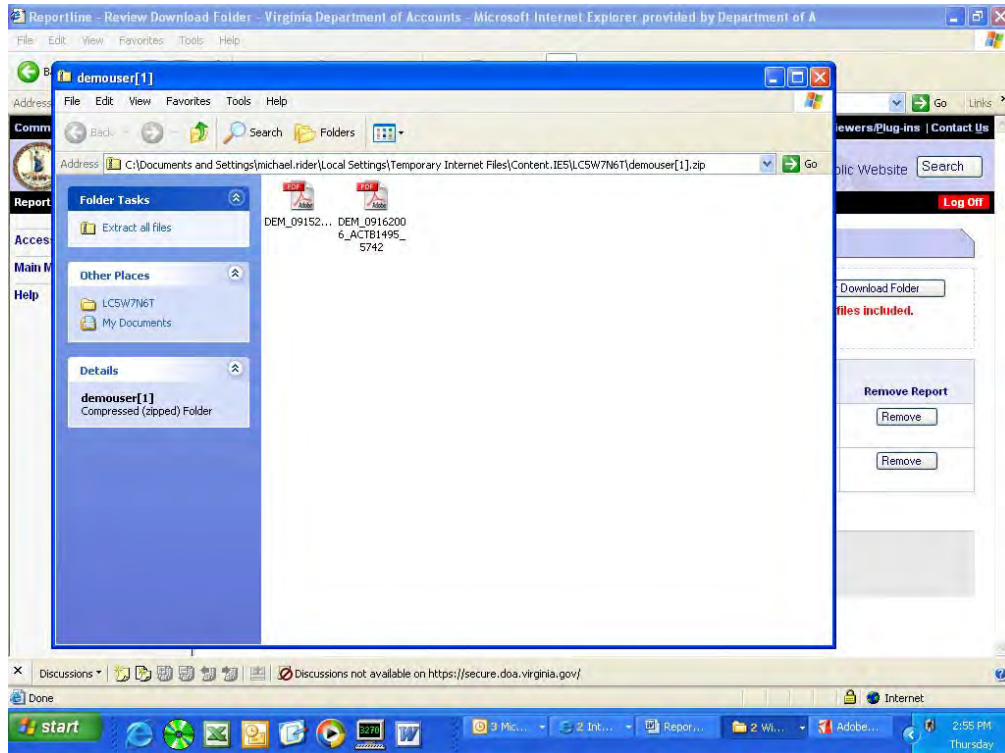 Reportline - Review Download Folder - Virginia Department of Accounts - Microsoft Internet Explorer provided by Department of A
File Edit View Favorites Tools Help
Address Go Links
demouser[1]
File Edit View Favorites Tools Help
Back Search Folders
Address C:\Documents and Settings\michael.rider\Local Settings\Temporary Internet Files\Content.IE5\LC5W7N6T\demouser[1].zip Go
Folder Tasks
Extract all files
Other Places
LC5W7N6T
My Documents
Details
demouser[1]
Compressed (zipped) Folder
PDF PDF
Adobe Adobe
DEM_09152... DEM_0916200
6_ACTB1495_
5742
Comm
iewers/Plug-ins | Contact Us
blic Website Search
Report
Log Off
Acces
Main M
Help
Download Folder
files included.
Remove Report
Remove
Remove
Discussions Discussions not available on https://secure.doa.virginia.gov/
Done Internet
start 3270 3 Mic... 2 Int... Repor... 2 Wi... Adobe... 2:55 PM
Thursday